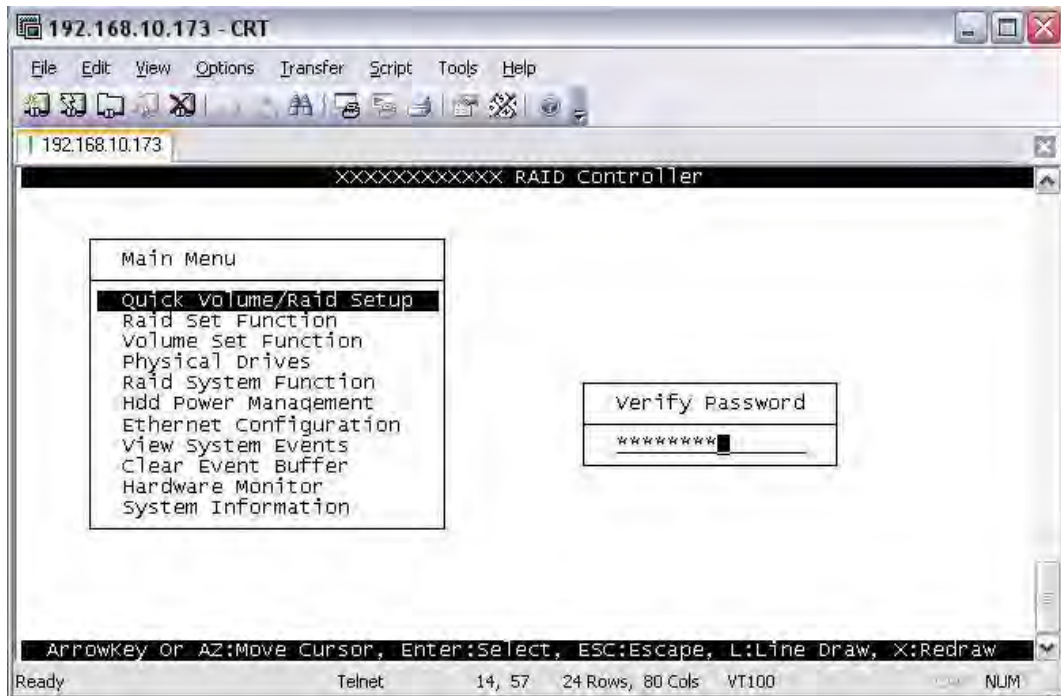 192.168.10.173 - CRT
File Edit View Options Transfer Script Tools Help
192.168.10.173
XXXXXXXXXXXX RAID Controller
Main Menu
Quick Volume/Raid Setup
Raid Set Function
Volume Set Function
Physical Drives
Raid System Function
Hdd Power Management
Ethernet Configuration
View System Events
Clear Event Buffer
Hardware Monitor
System Information
Verify Password
********
ArrowKey Or AZ:Move Cursor, Enter:Select, ESC:Escape, L:Line Draw, X:Redraw
Ready Telnet 14, 57 24 Rows, 80 Cols VT100 NUM